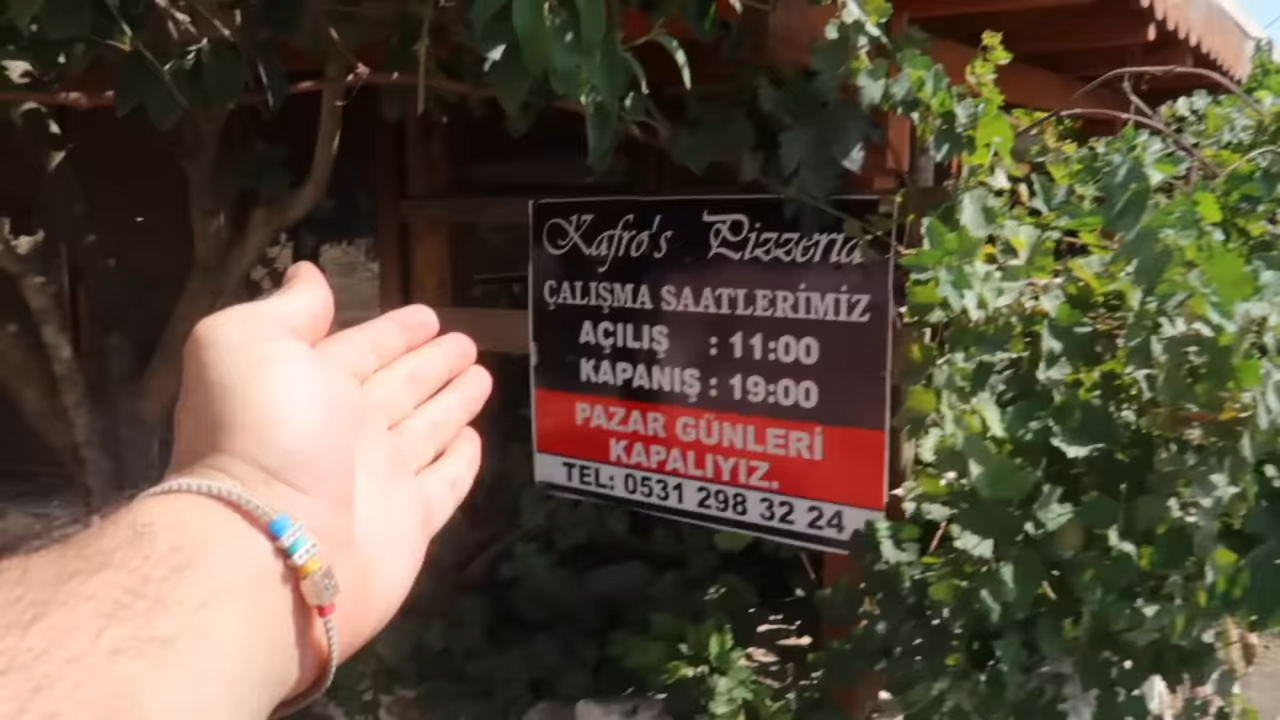 Kafro's Pizzeria
ÇALIŞMA SAATLERİMİZ
AÇILIŞ : 11:00
KAPANIŞ : 19:00
PAZAR GÜNLERİ
KAPALIYIZ.
TEL: 0531 298 32 24